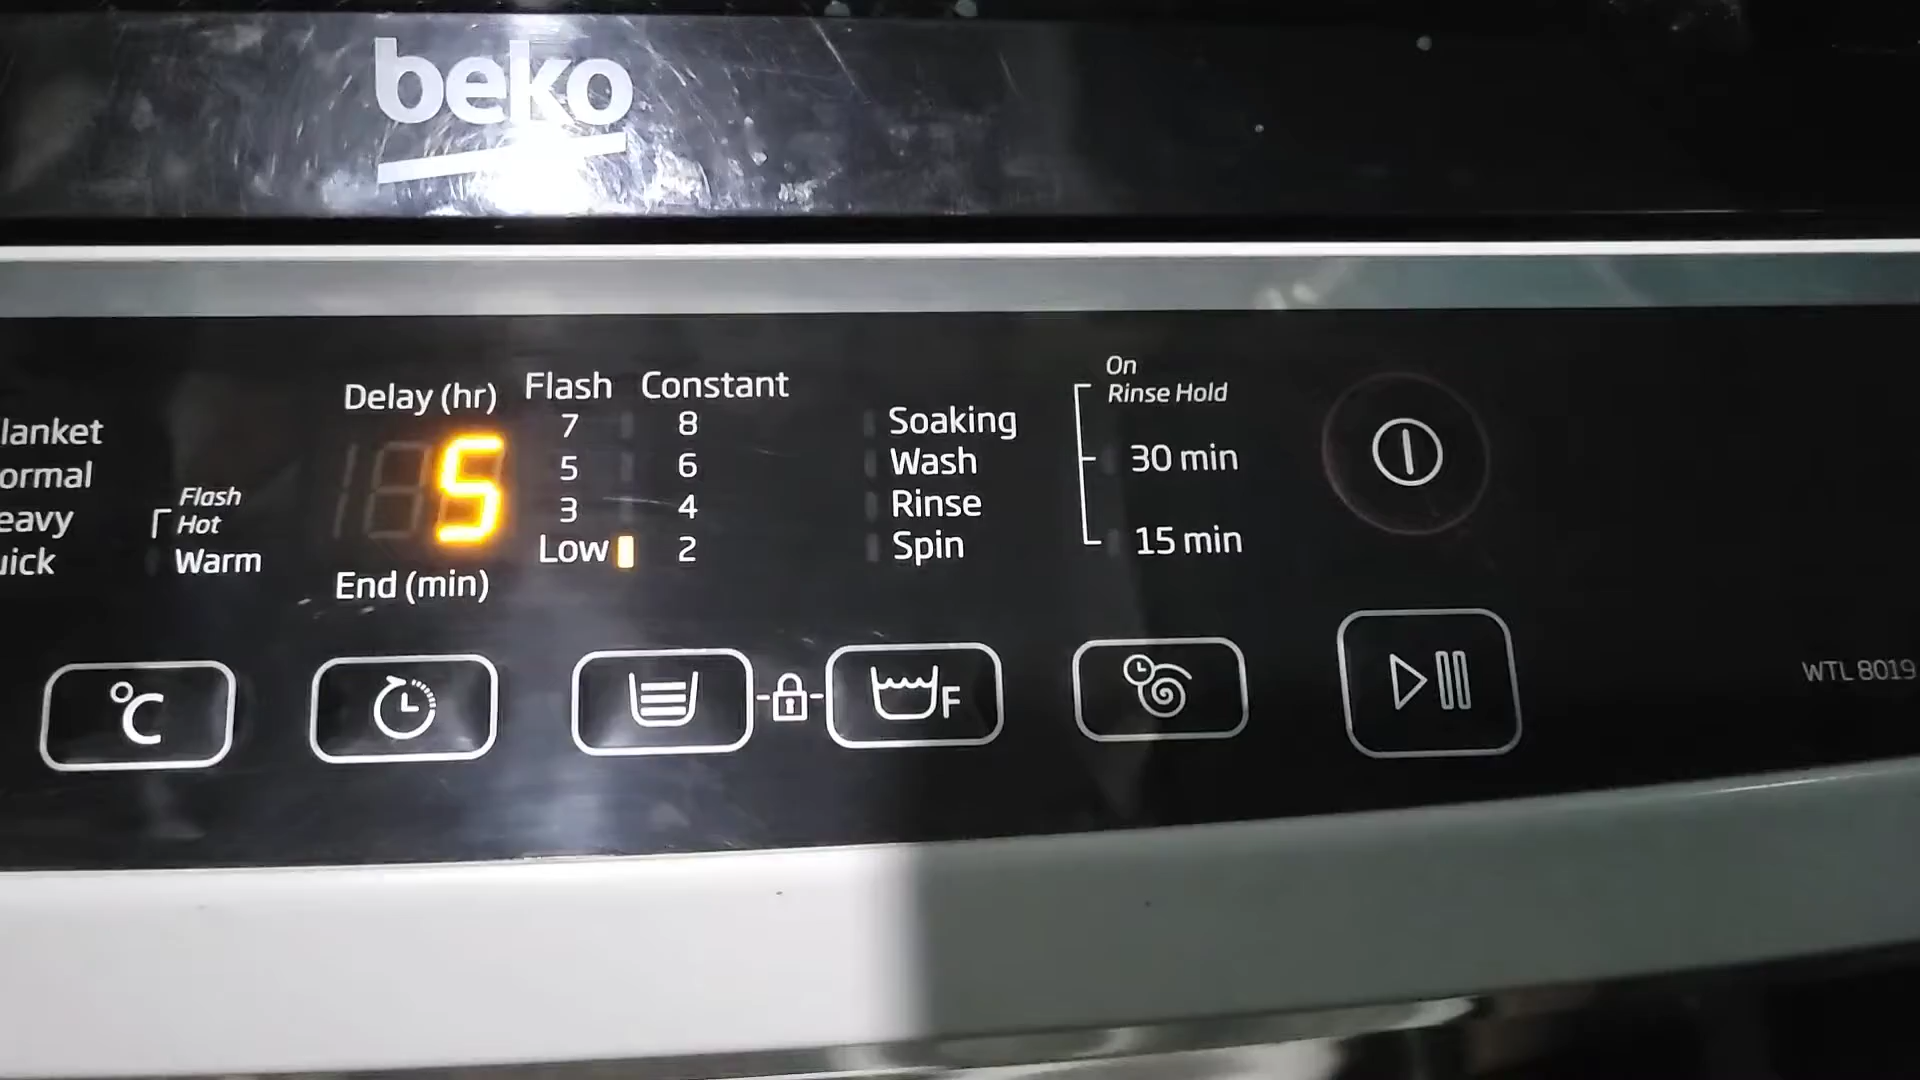 beko
Delay (hr)
Flash Constant
On
Rinse Hold
lanket
ormal
eavy
uick
Flash
Hot
Warm
5
End (min)
7 8
5 6
3 4
Low 2
Soaking
Wash
Rinse
Spin
30 min
15 min
°C
F
WTL 8019